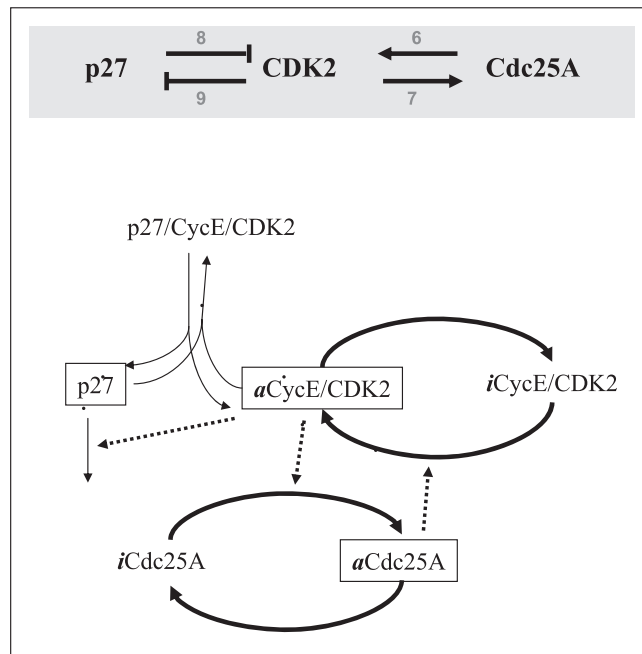 8 6
p27 CDK2 Cdc25A
9 7
p27/CycE/CDK2
p27 aCycE/CDK2 iCycE/CDK2
iCdc25A aCdc25A